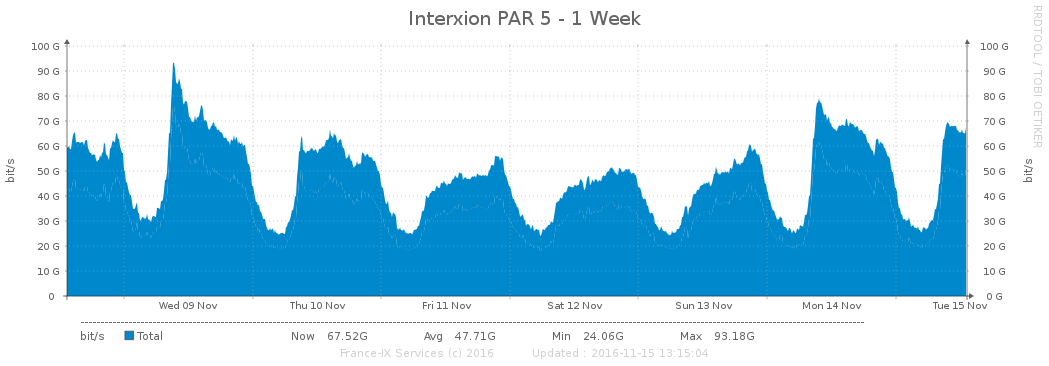 Interxion PAR 5 - 1 Week
RRDTOOL / TOBI OETIKER
bit/s
bit/s
100 G 100 G
90 G 90 G
80 G 80 G
70 G 70 G
60 G 60 G
50 G 50 G
40 G 40 G
30 G 30 G
20 G 20 G
10 G 10 G
0 0 G
Wed 09 Nov Thu 10 Nov Fri 11 Nov Sat 12 Nov Sun 13 Nov Mon 14 Nov Tue 15 Nov
bit/s Total Now 67.52G Avg 47.71G Min 24.06G Max 93.18G
France-IX Services (c) 2016 Updated : 2016-11-15 13:15:04